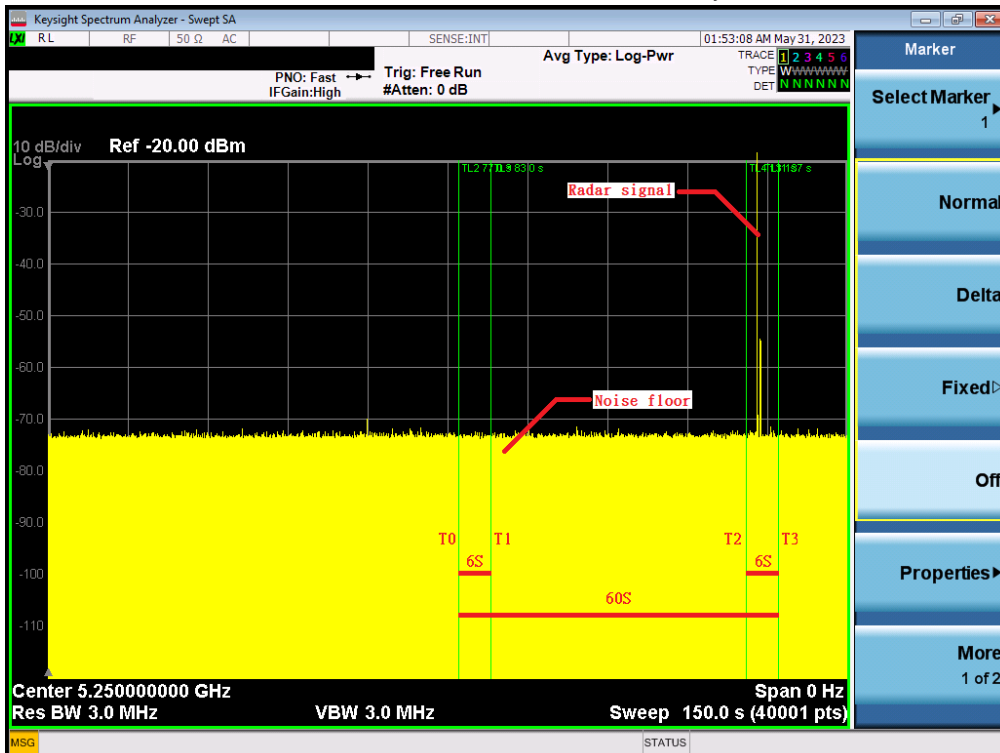 Keysight Spectrum Analyzer - Swept SA
LXI RL RF 50 Ω AC SENSE:INT 01:53:08 AM May 31, 2023
Avg Type: Log-Pwr
TRACE 1 2 3 4 5 6
TYPE
DET N N N N N N
PNO: Fast
IFGain:High
Trig: Free Run
#Atten: 0 dB
10 dB/div Ref -20.00 dBm
Log
Radar signal
-30.0
-40.0
-50.0
-60.0
Noise floor
-70.0
-80.0
-90.0
T0 T1 T2 T3
6S 6S
-100
60S
-110
Center 5.250000000 GHz Span 0 Hz
Res BW 3.0 MHz VBW 3.0 MHz Sweep 150.0 s (40001 pts)
MSG STATUS
Marker
Select Marker
1
Normal
Delta
Fixed
Off
Properties
More
1 of 2